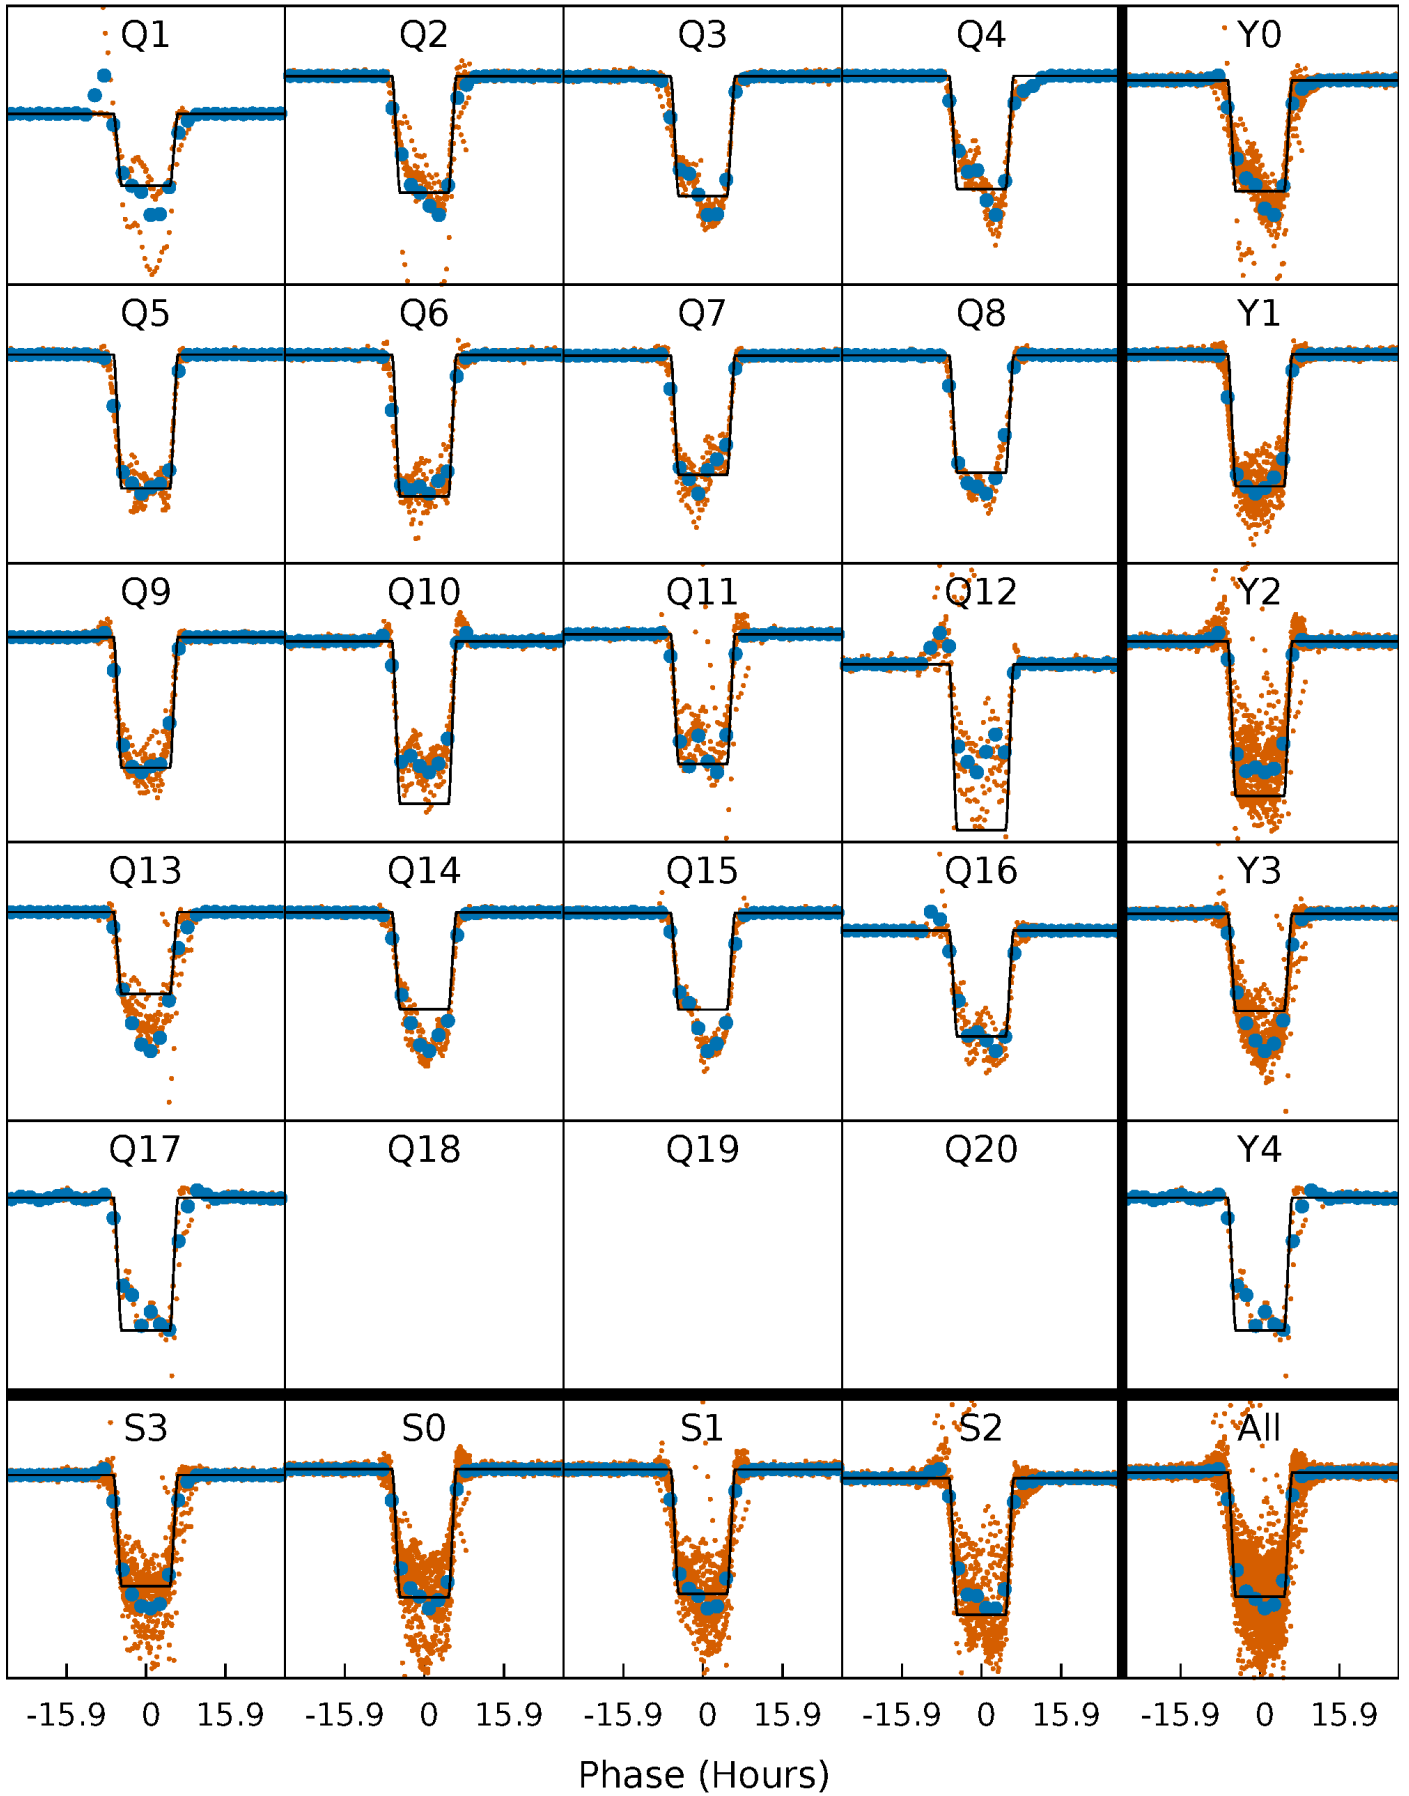 Q1 Q2 Q3 Q4 Y0
Q5 Q6 Q7 Q8 Y1
Q9 Q10 Q11 Q12 Y2
Q13 Q14 Q15 Q16 Y3
Q17 Q18 Q19 Q20 Y4
S3 S0 S1 S2 All
-15.9 0 15.9 -15.9 0 15.9 -15.9 0 15.9 -15.9 0 15.9 -15.9 0 15.9
Phase (Hours)